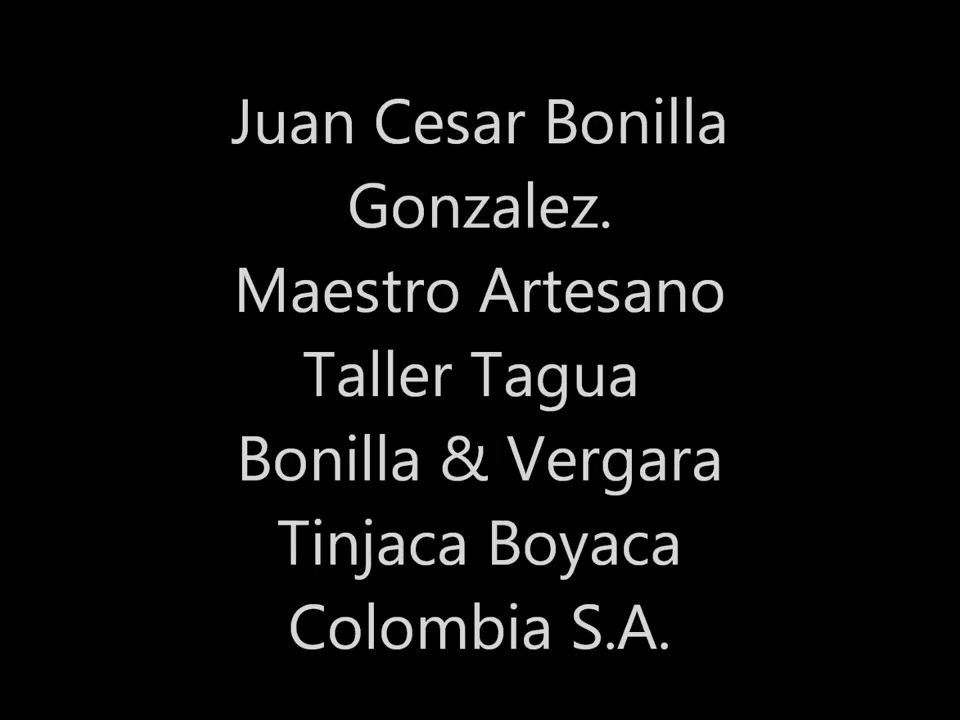 Juan Cesar Bonilla
Gonzalez.
Maestro Artesano
Taller Tagua
Bonilla & Vergara
Tinjaca Boyaca
Colombia S.A.